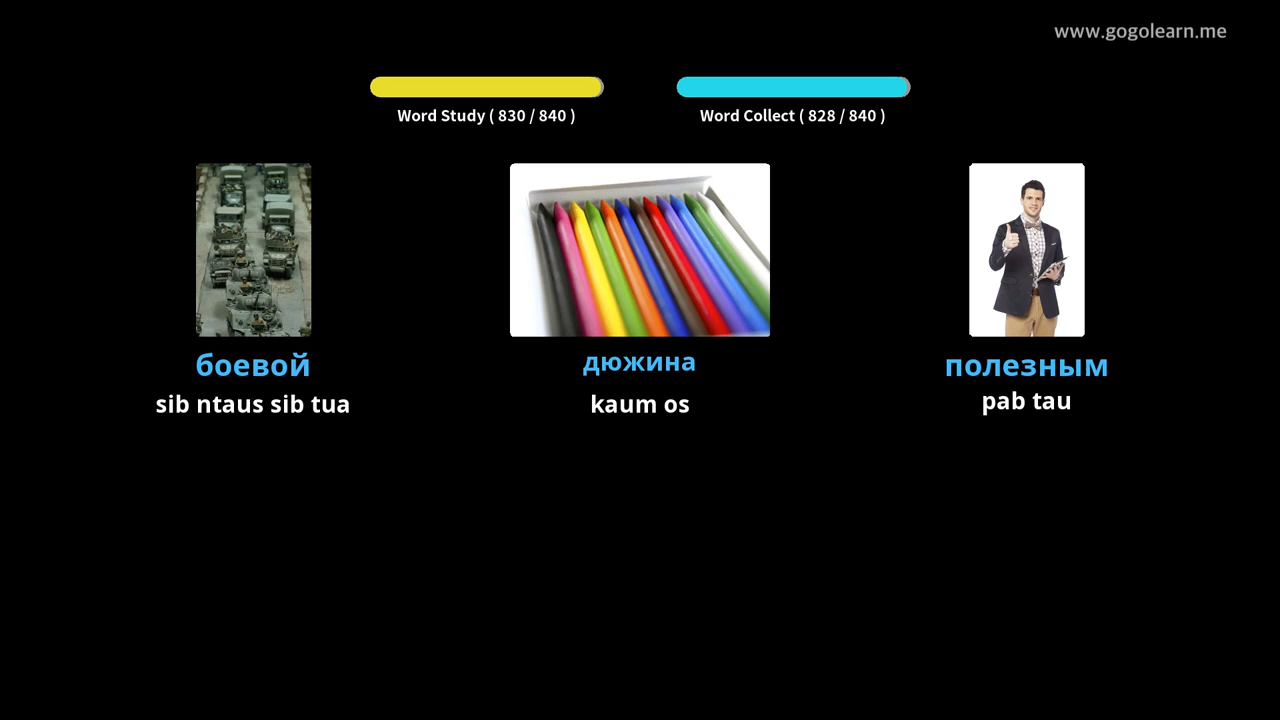 www.gogolearn.me
Word Study ( 830 / 840 )
Word Collect ( 828 / 840 )
боевой
sib ntaus sib tua
дюжина
kaum os
полезным
pab tau